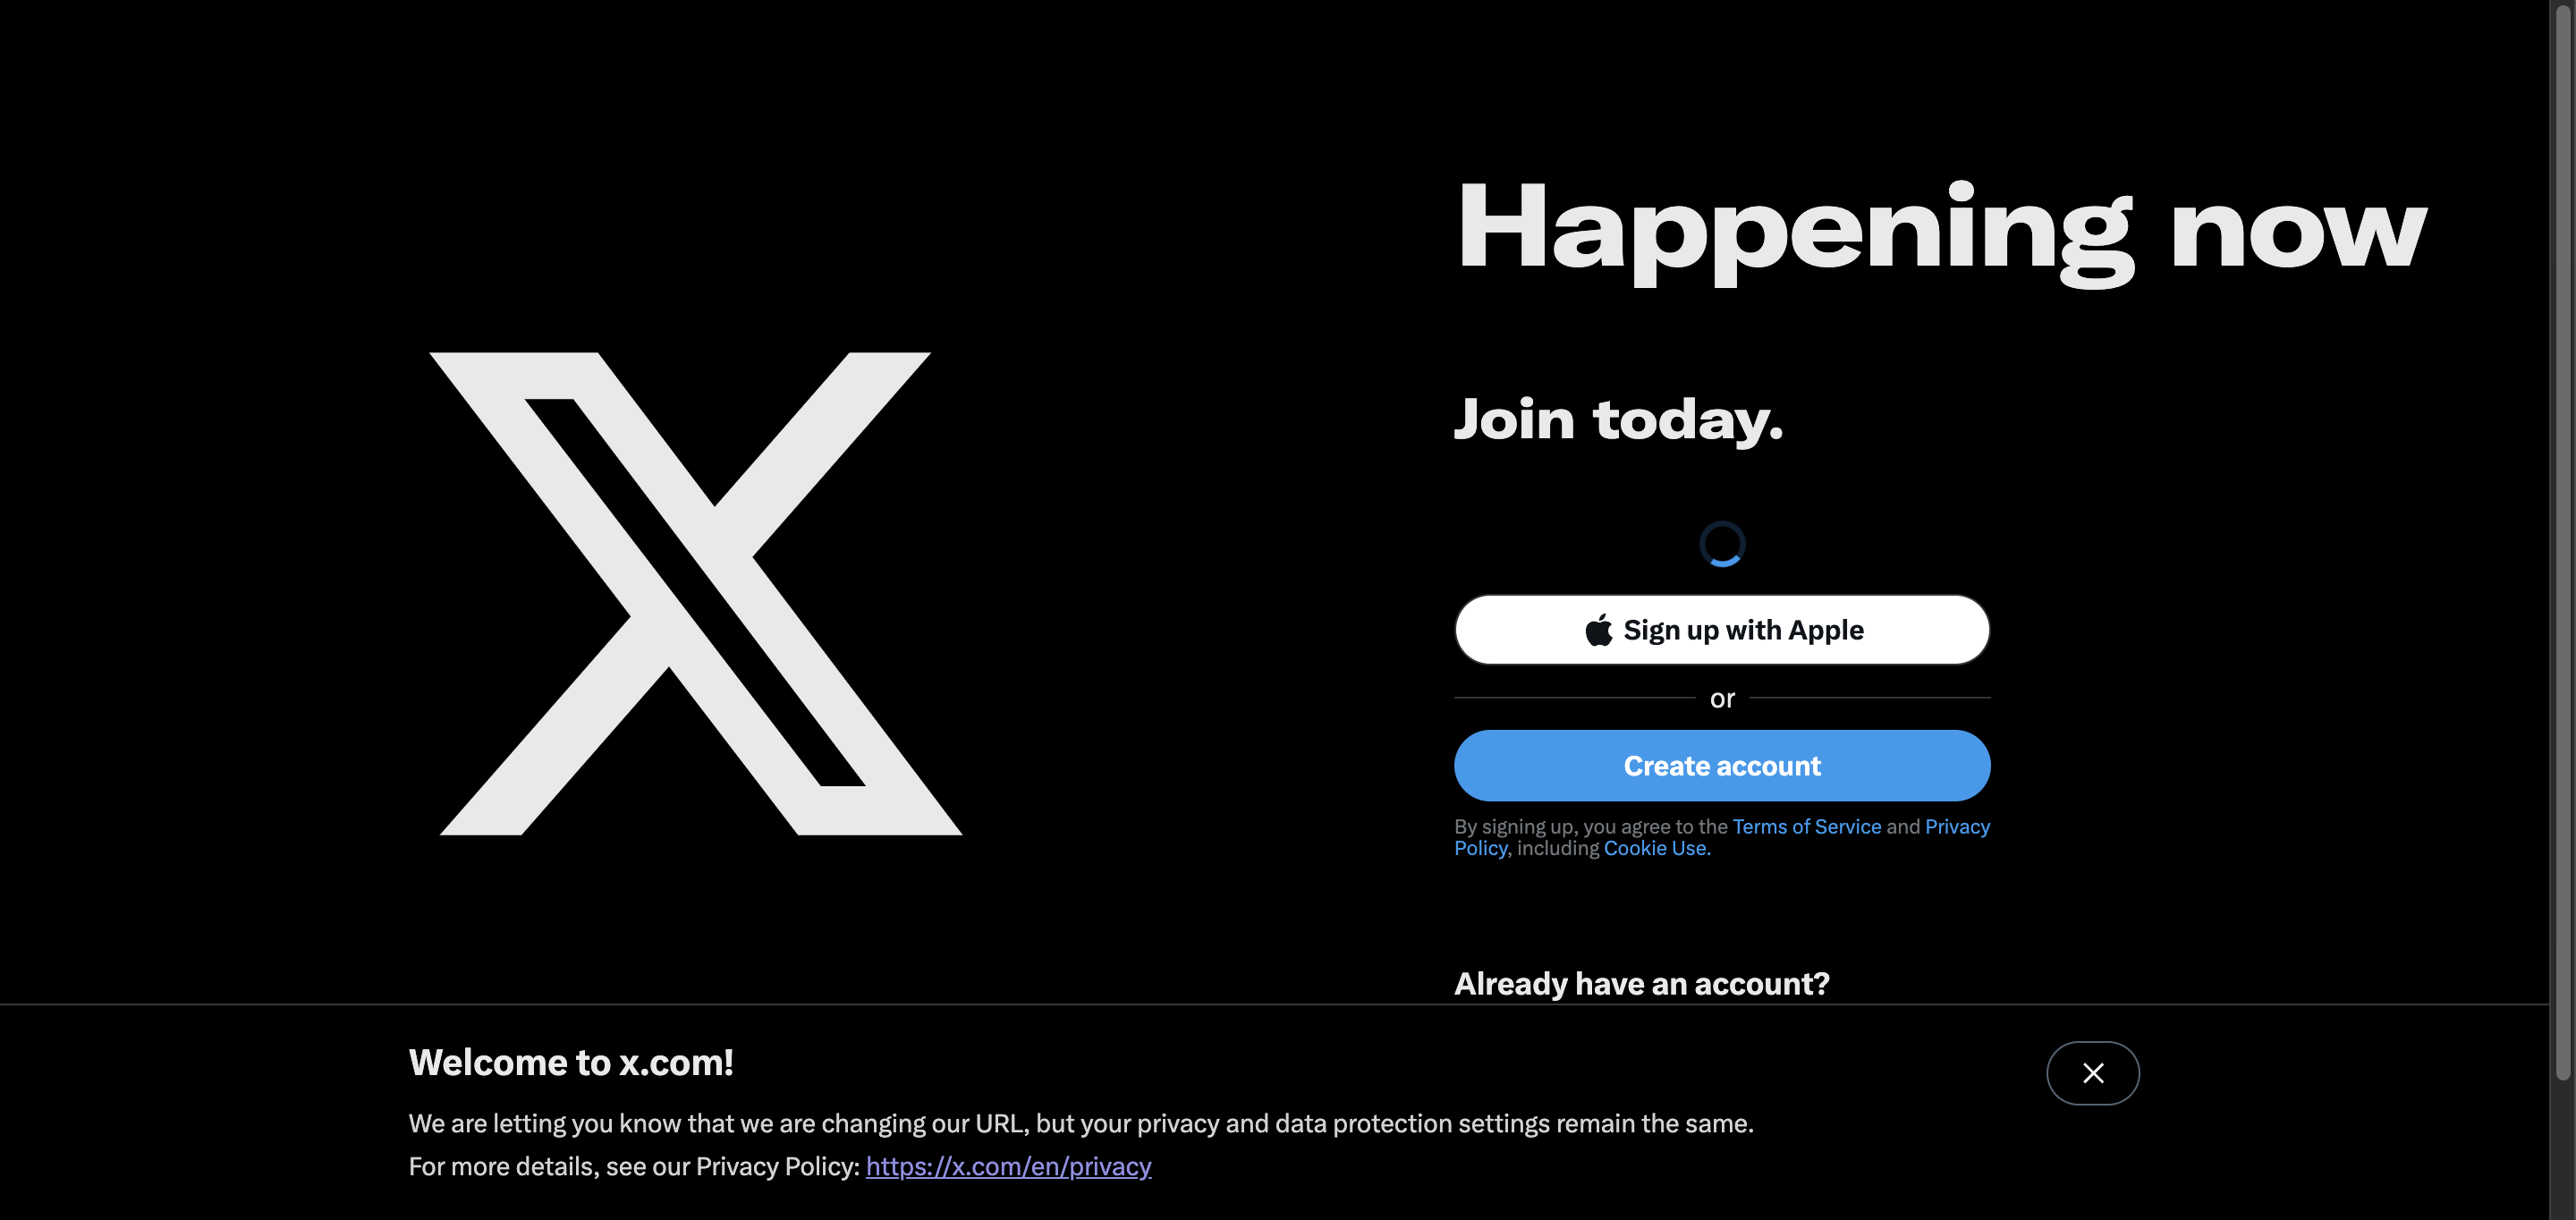 Happening now
Join today.
Sign up with Apple
or
Create account
By signing up, you agree to the Terms of Service and Privacy
Policy, including Cookie Use.
Already have an account?
Welcome to x.com!
We are letting you know that we are changing our URL, but your privacy and data protection settings remain the same.
For more details, see our Privacy Policy: https://x.com/en/privacy